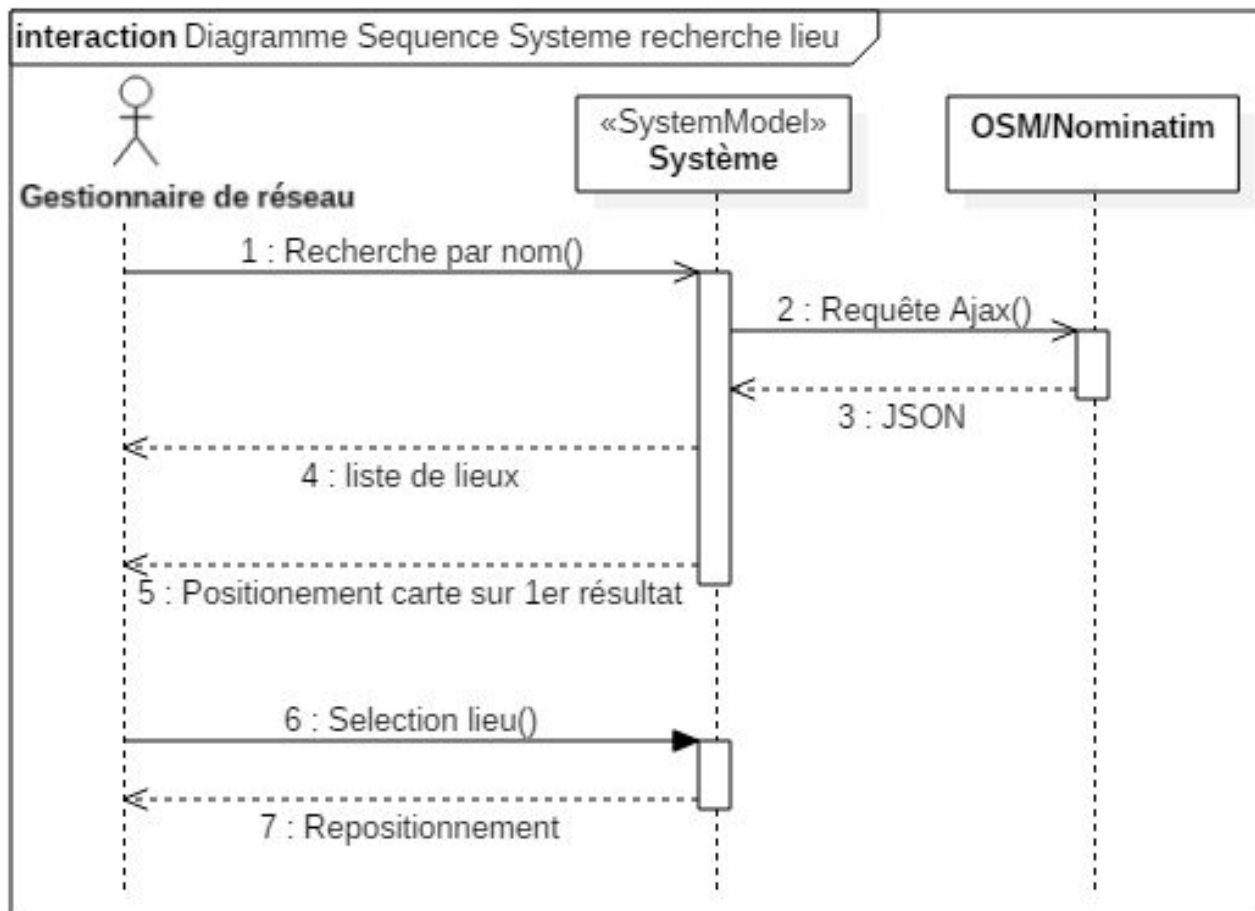 interaction Diagramme Sequence Systeme recherche lieu
Gestionnaire de réseau
«SystemModel»
Système
OSM/Nominatim
1 : Recherche par nom()
2 : Requête Ajax()
3 : JSON
4 : liste de lieux
5 : Positionement carte sur 1er résultat
6 : Selection lieu()
7 : Repositionnement